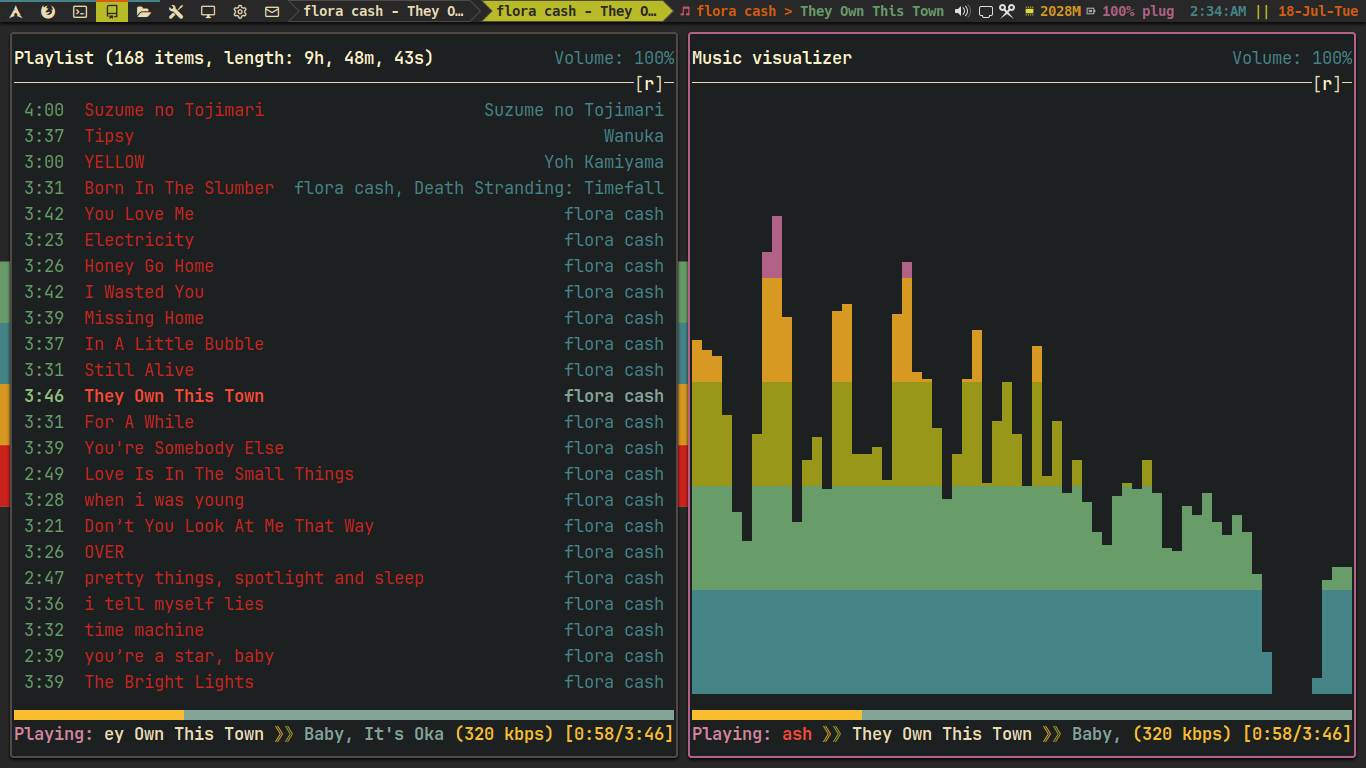 flora cash - They O… flora cash - They O… flora cash > They Own This Town 2028M 100% plug 2:34:AM || 18-Jul-Tue
Playlist (168 items, length: 9h, 48m, 43s) Volume: 100%
[r]
4:00 Suzume no Tojimari Suzume no Tojimari
3:37 Tipsy Wanuka
3:00 YELLOW Yoh Kamiyama
3:31 Born In The Slumber flora cash, Death Stranding: Timefall
3:42 You Love Me flora cash
3:23 Electricity flora cash
3:26 Honey Go Home flora cash
3:42 I Wasted You flora cash
3:39 Missing Home flora cash
3:37 In A Little Bubble flora cash
3:31 Still Alive flora cash
3:46 They Own This Town flora cash
3:31 For A While flora cash
3:39 You're Somebody Else flora cash
2:49 Love Is In The Small Things flora cash
3:28 when i was young flora cash
3:21 Don’t You Look At Me That Way flora cash
3:26 OVER flora cash
2:47 pretty things, spotlight and sleep flora cash
3:36 i tell myself lies flora cash
3:32 time machine flora cash
2:39 you’re a star, baby flora cash
3:39 The Bright Lights flora cash
Playing: ey Own This Town 》》 Baby, It's Oka (320 kbps) [0:58/3:46]
Music visualizer Volume: 100%
[r]
Playing: ash 》》 They Own This Town 》》 Baby, (320 kbps) [0:58/3:46]